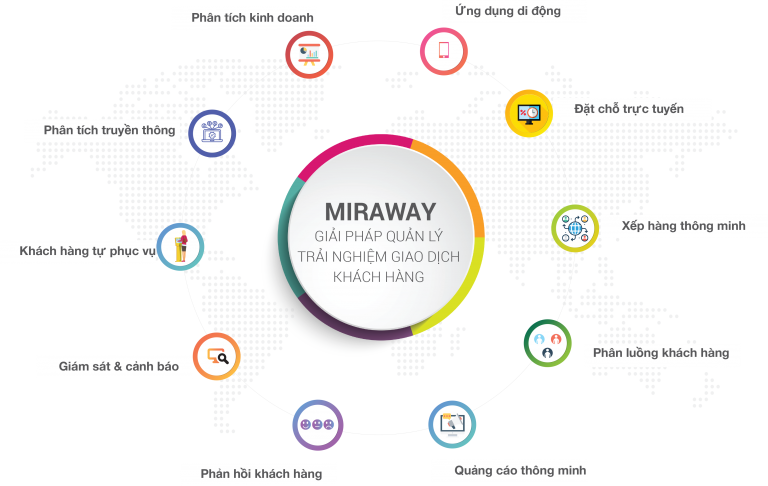 Phân tích kinh doanh
Ứng dụng di động
Đặt chỗ trực tuyến
Phân tích truyền thông
MIRAWAY
GIẢI PHÁP QUẢN LÝ
TRẢI NGHIỆM GIAO DỊCH
KHÁCH HÀNG
Xếp hàng thông minh
Khách hàng tự phục vụ
Phân luồng khách hàng
Giám sát & cảnh báo
Phản hồi khách hàng
Quảng cáo thông minh